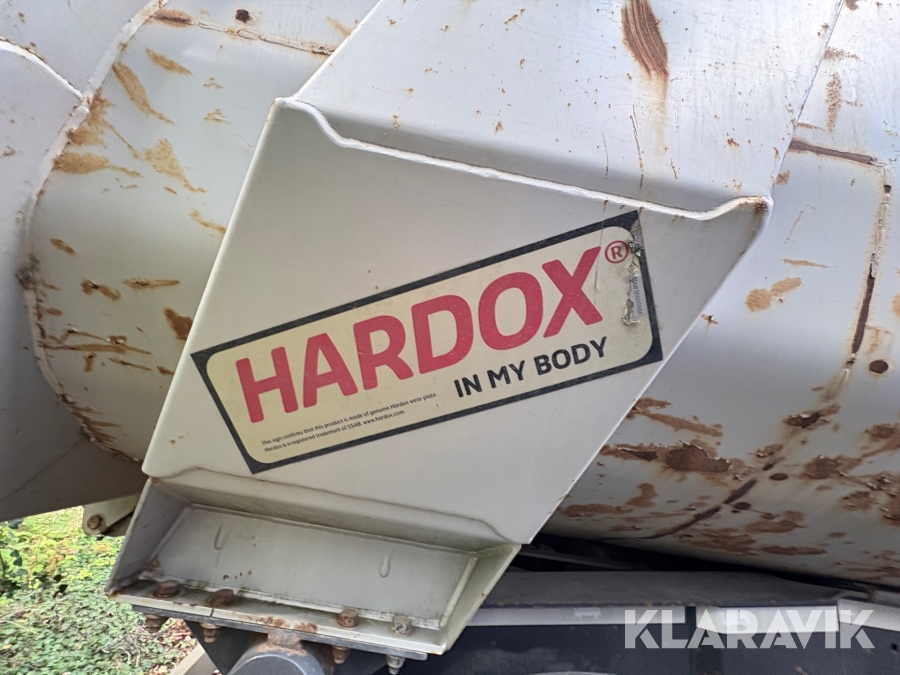 HARDOX®
IN MY BODY
This sign confirms that this product is made of genuine Hardox wear plate.
Hardox is a registered trademark of SSAB. www.hardox.com
KLARAVIK